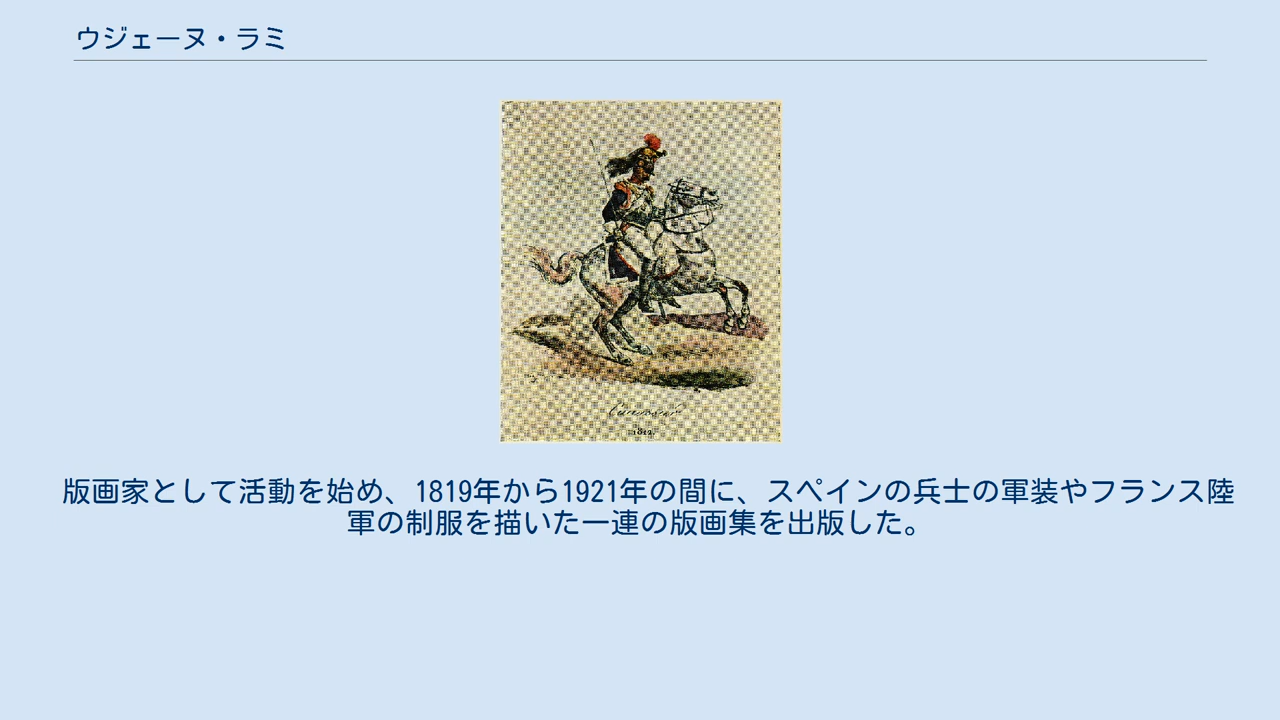 ウジェーヌ・ラミ
版画家として活動を始め、1819年から1921年の間に、スペインの兵士の軍装やフランス陸
軍の制服を描いた一連の版画集を出版した。